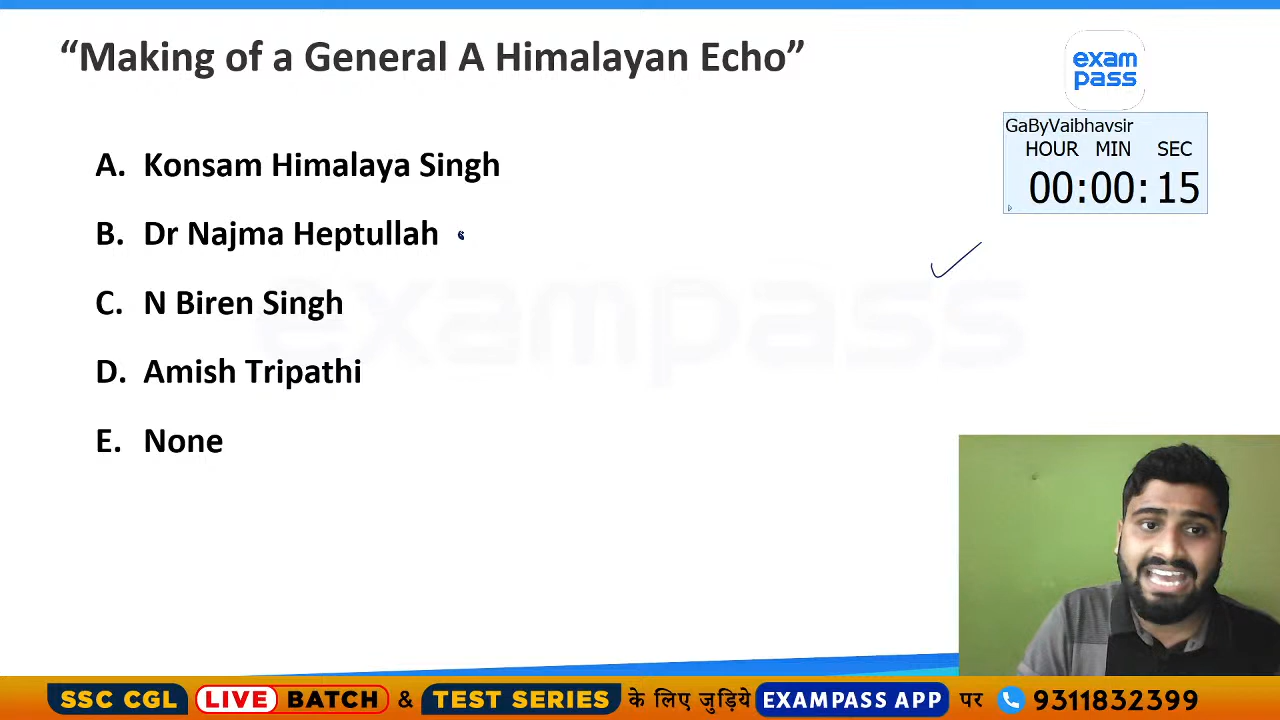 “Making of a General A Himalayan Echo”
exam
pass
GaByVaibhavsir
HOUR MIN SEC
00:00:15
A. Konsam Himalaya Singh
B. Dr Najma Heptullah
C. N Biren Singh
D. Amish Tripathi
E. None
exampass
SSC CGL LIVE BATCH & TEST SERIES के लिए जुड़िये EXAMPASS APP पर 9311832399